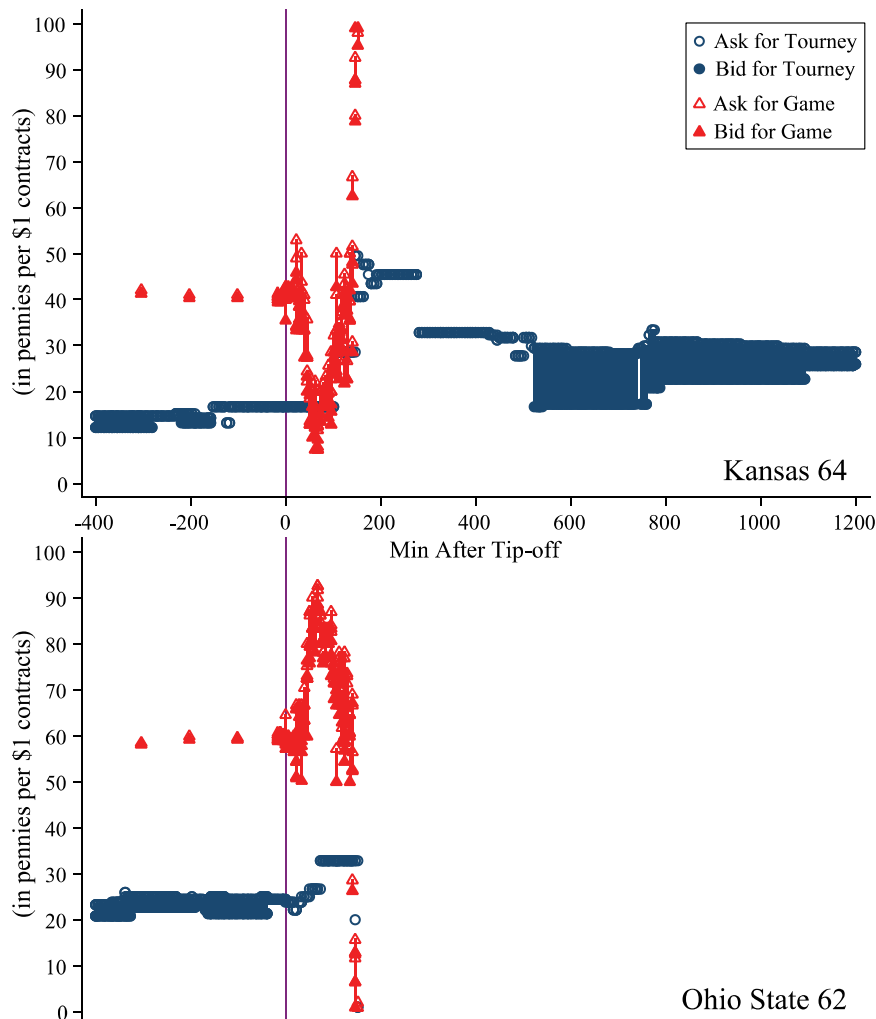 100
90
80
70
60
50
40
30
20
10
0
(in pennies per $1 contracts)
Ask for Tourney
Bid for Tourney
Ask for Game
Bid for Game
Kansas 64
-400 -200 0 200 400 600 800 1000 1200
Min After Tip-off
100
90
80
70
60
50
40
30
20
10
0
(in pennies per $1 contracts)
Ohio State 62